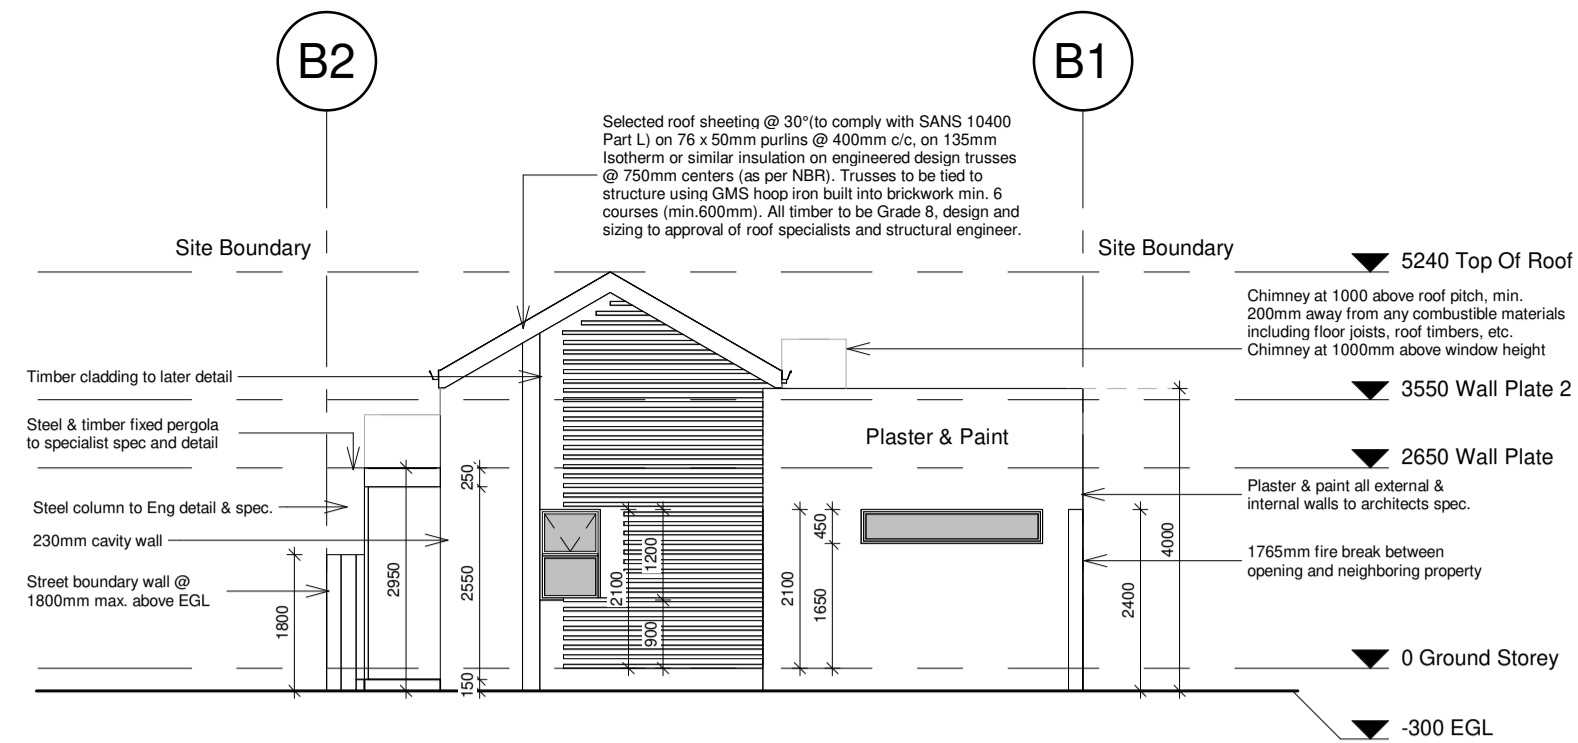 B2
B1
Selected roof sheeting @ 30°(to comply with SANS 10400
Part L) on 76 x 50mm purlins @ 400mm c/c, on 135mm
Isotherm or similar insulation on engineered design trusses
@ 750mm centers (as per NBR). Trusses to be tied to
structure using GMS hoop iron built into brickwork min. 6
courses (min.600mm). All timber to be Grade 8, design and
sizing to approval of roof specialists and structural engineer.
Site Boundary
Site Boundary
5240 Top Of Roof
Chimney at 1000 above roof pitch, min.
200mm away from any combustible materials
including floor joists, roof timbers, etc.
Chimney at 1000mm above window height
Timber cladding to later detail
3550 Wall Plate 2
Steel & timber fixed pergola
to specialist spec and detail
Plaster & Paint
2650 Wall Plate
Plaster & paint all external &
internal walls to architects spec.
Steel column to Eng detail & spec.
230mm cavity wall
1765mm fire break between
opening and neighboring property
Street boundary wall @
1800mm max. above EGL
1800
2950
250
2550
150
2100
1200
900
2100
450
1650
2400
4000
0 Ground Storey
-300 EGL